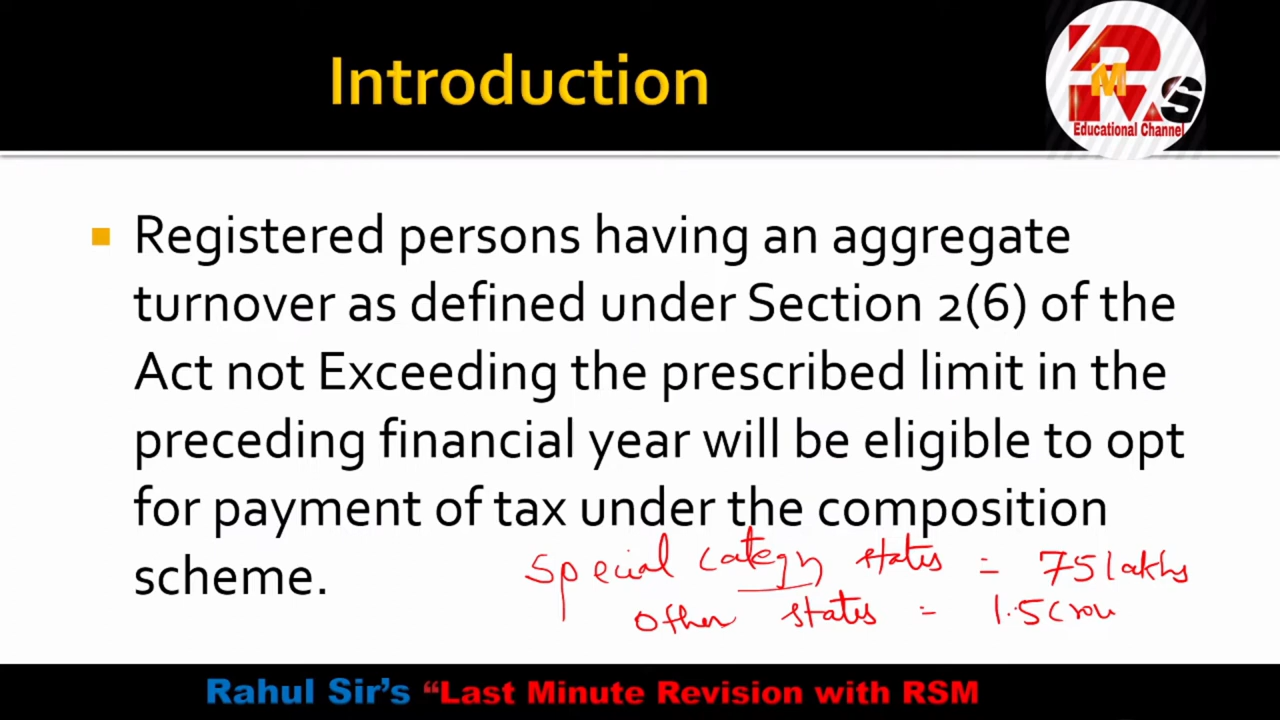 Introduction
RMS
Educational Channel
Registered persons having an aggregate
turnover as defined under Section 2(6) of the
Act not Exceeding the prescribed limit in the
preceding financial year will be eligible to opt
for payment of tax under the composition
scheme.
Special category states = 75 lakhs
Other states = 1.5 Cror
Rahul Sir's "Last Minute Revision with RSM